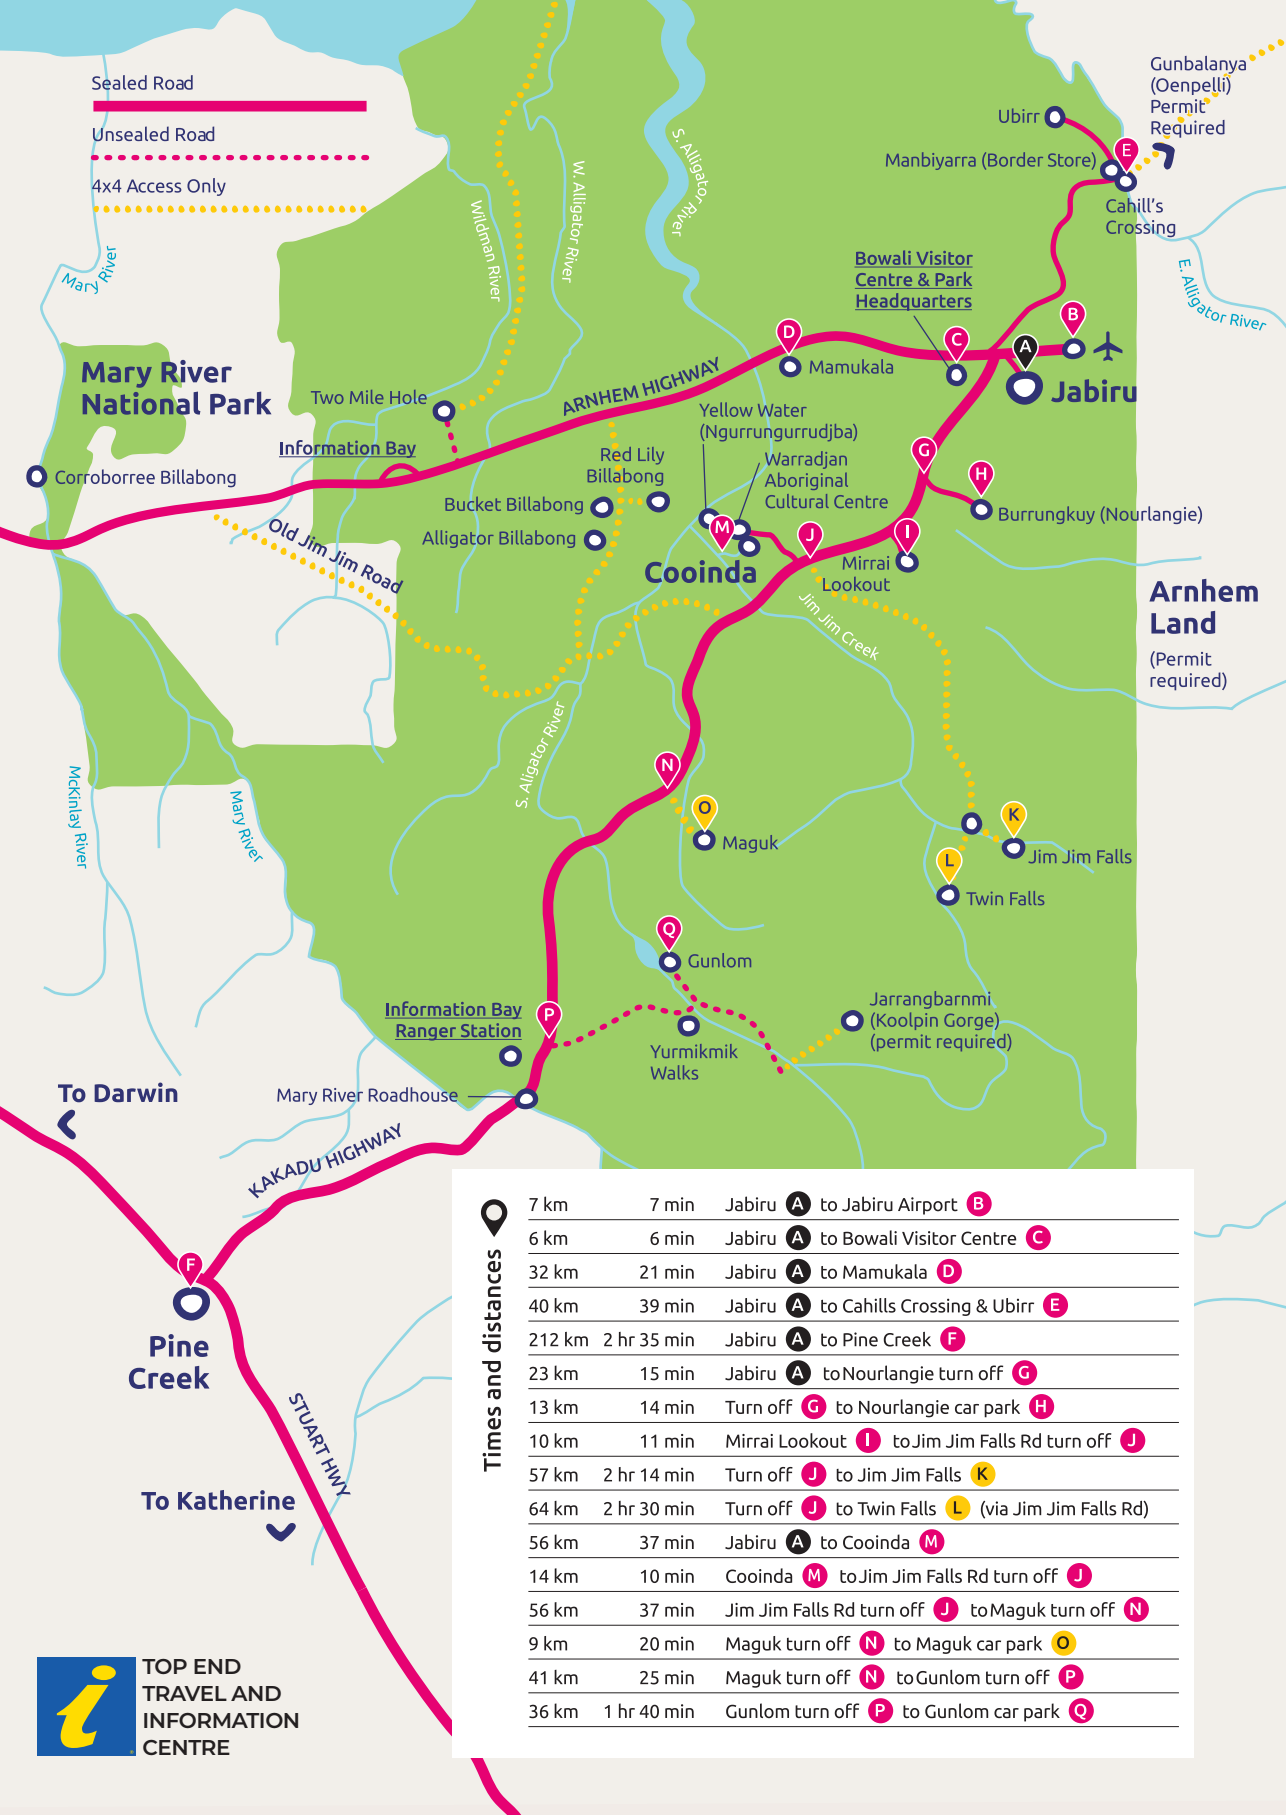 Sealed Road
Unsealed Road
4x4 Access Only
Gunbalanya
(Oenpelli)
Permit
Required
Ubirr
E
Manbiyarra (Border Store)
Cahill's
Crossing
S. Alligator
River
W. Alligator River
Wildman River
Mary River
E. Alligator River
Bowali Visitor
Centre & Park
Headquarters
B
D
C
A
Mamukala
Jabiru
Mary River
National Park
ARNHEM HIGHWAY
Two Mile Hole
Yellow Water
(Ngurrungurrudjba)
Information Bay
Red Lily
Billabong
Warradjan
Aboriginal
Cultural Centre
G
H
Corroborree Billabong
Bucket Billabong
Burrungkuy (Nourlangie)
Old Jim Jim Road
Alligator Billabong
M
J
I
Mirrai
Lookout
Cooinda
Arnhem
Land
(Permit
required)
Jim Jim Creek
S. Aligator River
McKinlay River
Mary River
N
O
Maguk
K
Jim Jim Falls
L
Twin Falls
Q
Gunlom
Information Bay
Ranger Station
P
Jarrangbarnmi
(Koolpin Gorge)
(permit required)
Yurmikmik
Walks
Mary River Roadhouse
To Darwin
KAKADU HIGHWAY
F
Pine
Creek
STUART HWY
To Katherine
Times and distances
7 km 7 min Jabiru A to Jabiru Airport B
6 km 6 min Jabiru A to Bowali Visitor Centre C
32 km 21 min Jabiru A to Mamukala D
40 km 39 min Jabiru A to Cahills Crossing & Ubirr E
212 km 2 hr 35 min Jabiru A to Pine Creek F
23 km 15 min Jabiru A to Nourlangie turn off G
13 km 14 min Turn off G to Nourlangie car park H
10 km 11 min Mirrai Lookout I to Jim Jim Falls Rd turn off J
57 km 2 hr 14 min Turn off J to Jim Jim Falls K
64 km 2 hr 30 min Turn off J to Twin Falls L (via Jim Jim Falls Rd)
56 km 37 min Jabiru A to Cooinda M
14 km 10 min Cooinda M to Jim Jim Falls Rd turn off J
56 km 37 min Jim Jim Falls Rd turn off J to Maguk turn off N
9 km 20 min Maguk turn off N to Maguk car park O
41 km 25 min Maguk turn off N to Gunlom turn off P
36 km 1 hr 40 min Gunlom turn off P to Gunlom car park Q
i
TOP END
TRAVEL AND
INFORMATION
CENTRE